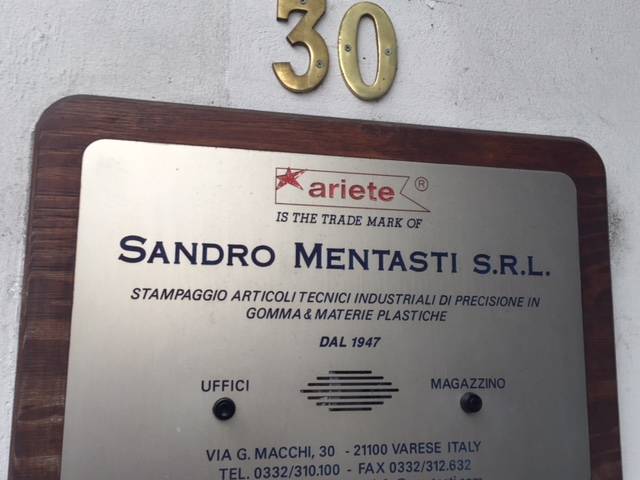 30
ariete ®
IS THE TRADE MARK OF
SANDRO MENTASTI S.R.L.
STAMPAGGIO ARTICOLI TECNICI INDUSTRIALI DI PRECISIONE IN
GOMMA & MATERIE PLASTICHE
DAL 1947
UFFICI MAGAZZINO
VIA G. MACCHI, 30 - 21100 VARESE ITALY
TEL. 0332/310.100 - FAX 0332/312.632